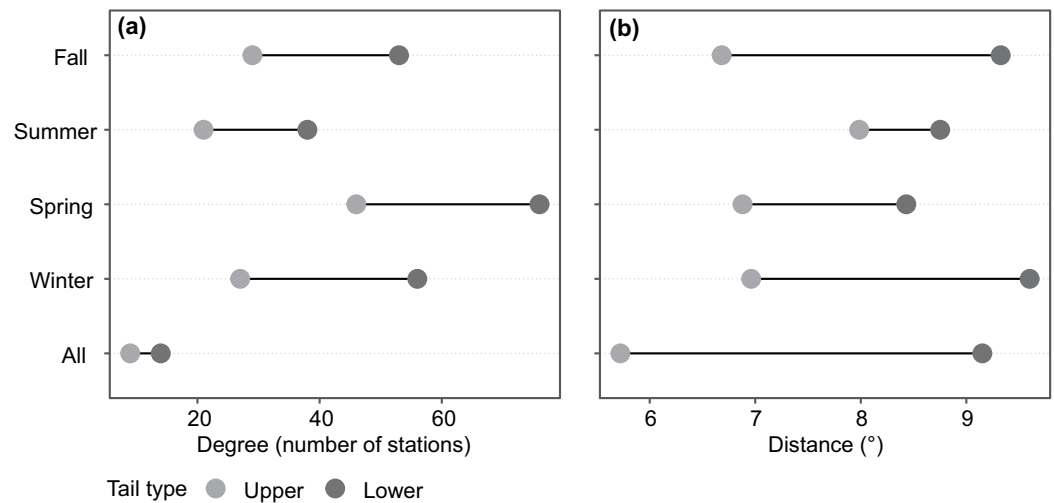 (a) (b)
Fall
Summer
Spring
Winter
All
20 40 60 6 7 8 9
Degree (number of stations) Distance (°)
Tail type Upper Lower